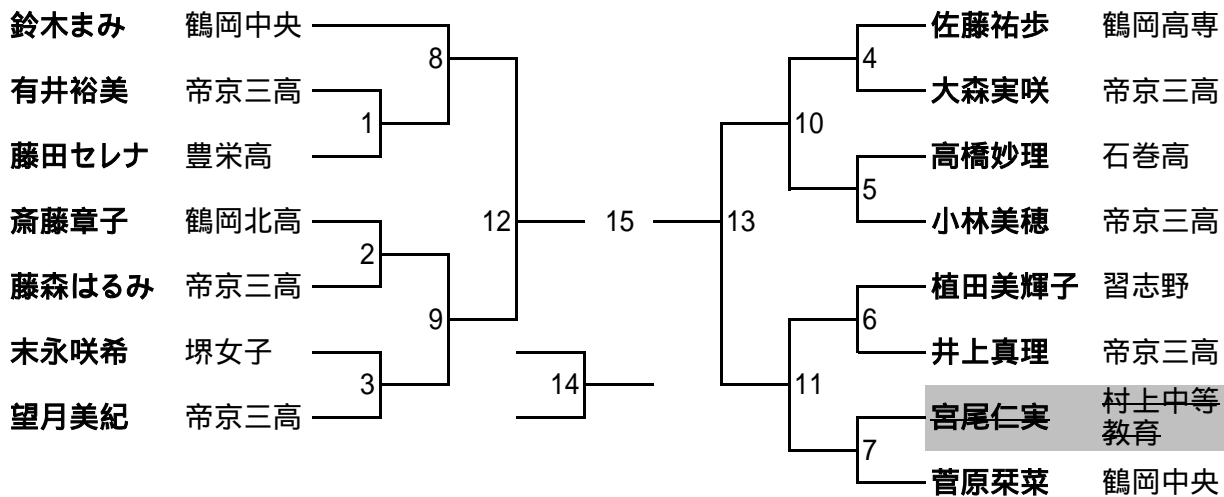 鈴木まみ 鶴岡中央
有井裕美 帝京三高
藤田セレナ 豊栄高
斎藤章子 鶴岡北高
藤森はるみ 帝京三高
末永咲希 堺女子
望月美紀 帝京三高
8
1
2
9
3
12
15
14
13
10
11
4
5
6
7
佐藤祐歩 鶴岡高専
大森実咲 帝京三高
高橋妙理 石巻高
小林美穂 帝京三高
植田美輝子 習志野
井上真理 帝京三高
宮尾仁実 村上中等
教育
菅原栞菜 鶴岡中央